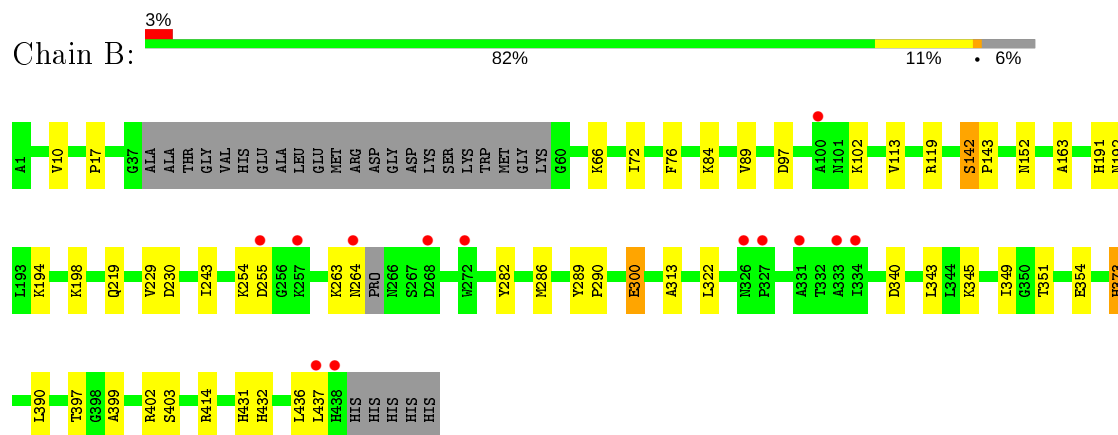 3%
Chain B:
82% 11% • 6%
A1 V10 P17 G37 ALA ALA THR GLY VAL HIS GLU ALA LEU GLU MET ARG ASP GLY ASP LYS SER LYS TRP MET GLY LYS G60 K66 I72 F76 K84 V89 D97 A100 N101 K102 V113 R119 S142 P143 N152 A163 H191 N192
L193 K194 K198 Q219 V229 D230 I243 K254 D255 G256 K257 K263 N264 PRO N266 S267 D268 W272 Y282 M286 Y289 P290 E300 A313 L322 N326 P327 A331 T332 A333 I334 D340 L343 L344 K345 I349 G350 T351 E354 H373
L390 T397 G398 A399 R402 S403 R414 H431 H432 L436 L437 H438 HIS HIS HIS HIS HIS